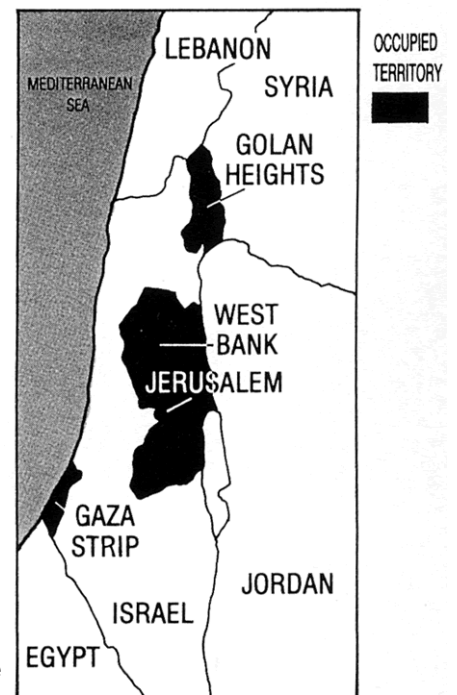 LEBANON
MEDITERRANEAN
SEA
SYRIA
GOLAN
HEIGHTS
WEST
BANK
JERUSALEM
GAZA
STRIP
JORDAN
ISRAEL
EGYPT
OCCUPIED
TERRITORY